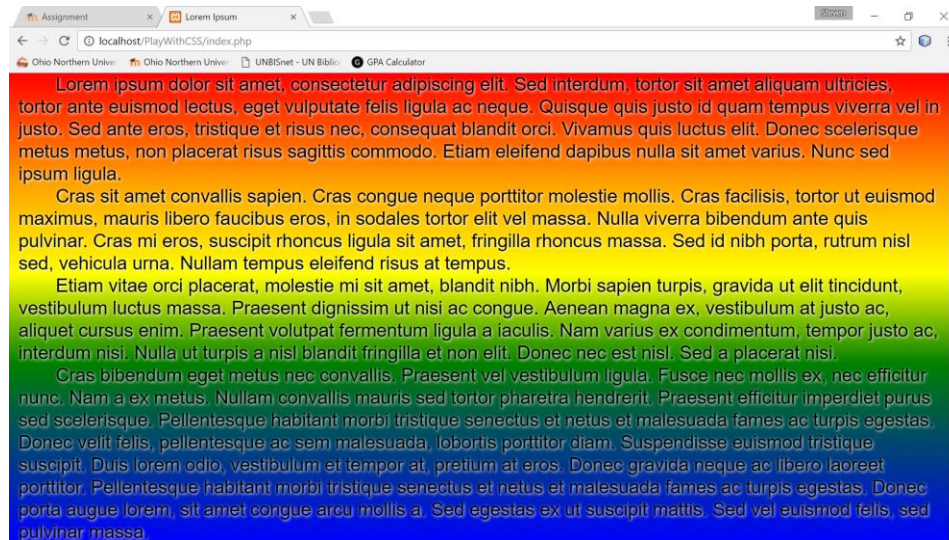 Assignment
Lorem Ipsum
Steven
localhost/PlayWithCSS/index.php
Ohio Northern Unive
Ohio Northern Unive
UNBISnet - UN Biblio
GPA Calculator
Lorem ipsum dolor sit amet, consectetur adipiscing elit. Sed interdum, tortor sit amet aliquam ultricies,
tortor ante euismod lectus, eget vulputate felis ligula ac neque. Quisque quis justo id quam tempus viverra vel in
justo. Sed ante eros, tristique et risus nec, consequat blandit orci. Vivamus quis luctus elit. Donec scelerisque
metus metus, non placerat risus sagittis commodo. Etiam eleifend dapibus nulla sit amet varius. Nunc sed
ipsum ligula.
Cras sit amet convallis sapien. Cras congue neque porttitor molestie mollis. Cras facilisis, tortor ut euismod
maximus, mauris libero faucibus eros, in sodales tortor elit vel massa. Nulla viverra bibendum ante quis
pulvinar. Cras mi eros, suscipit rhoncus ligula sit amet, fringilla rhoncus massa. Sed id nibh porta, rutrum nisl
sed, vehicula urna. Nullam tempus eleifend risus at tempus.
Etiam vitae orci placerat, molestie mi sit amet, blandit nibh. Morbi sapien turpis, gravida ut elit tincidunt,
vestibulum luctus massa. Praesent dignissim ut nisi ac congue. Aenean magna ex, vestibulum at justo ac,
aliquet cursus enim. Praesent volutpat fermentum ligula a iaculis. Nam varius ex condimentum, tempor justo ac,
interdum nisi. Nulla ut turpis a nisl blandit fringilla et non elit. Donec nec est nisl. Sed a placerat nisi.
Cras bibendum eget metus nec convallis. Praesent vel vestibulum ligula. Fusce nec mollis ex, nec efficitur
nunc. Nam a ex metus. Nullam convallis mauris sed tortor pharetra hendrerit. Praesent efficitur imperdiet purus
sed scelerisque. Pellentesque habitant morbi tristique senectus et netus et malesuada fames ac turpis egestas.
Donec velit felis, pellentesque ac sem malesuada, lobortis porttitor diam. Suspendisse euismod tristique
suscipit. Duis lorem odio, vestibulum et tempor at, pretium at eros. Donec gravida neque ac libero laoreet
porttitor. Pellentesque habitant morbi tristique senectus et netus et malesuada fames ac turpis egestas. Donec
porta augue lorem, sit amet congue arcu mollis a. Sed egestas ex ut suscipit mattis. Sed vel euismod felis, sed
pulvinar massa.